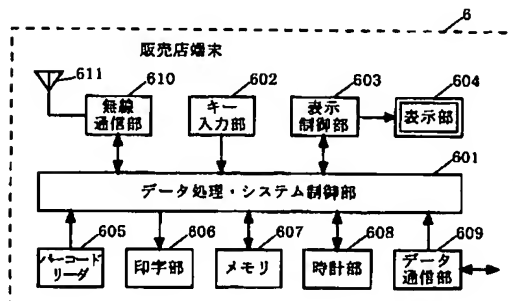 6
販売店端末
611
610
602
603
604
無線
通信部
キー
入力部
表示
制御部
表示部
601
データ処理・システム制御部
605
606
607
608
609
バーコード
リーダ
印字部
メモリ
時計部
データ
通信部